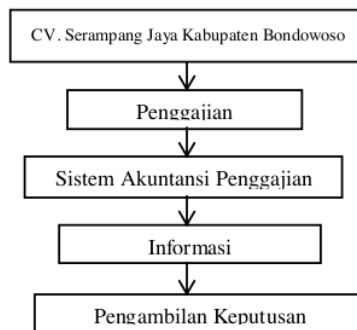 CV. Serampang Jaya Kabupaten Bondowoso
Penggajian
Sistem Akuntansi Penggajian
Informasi
Pengambilan Keputusan